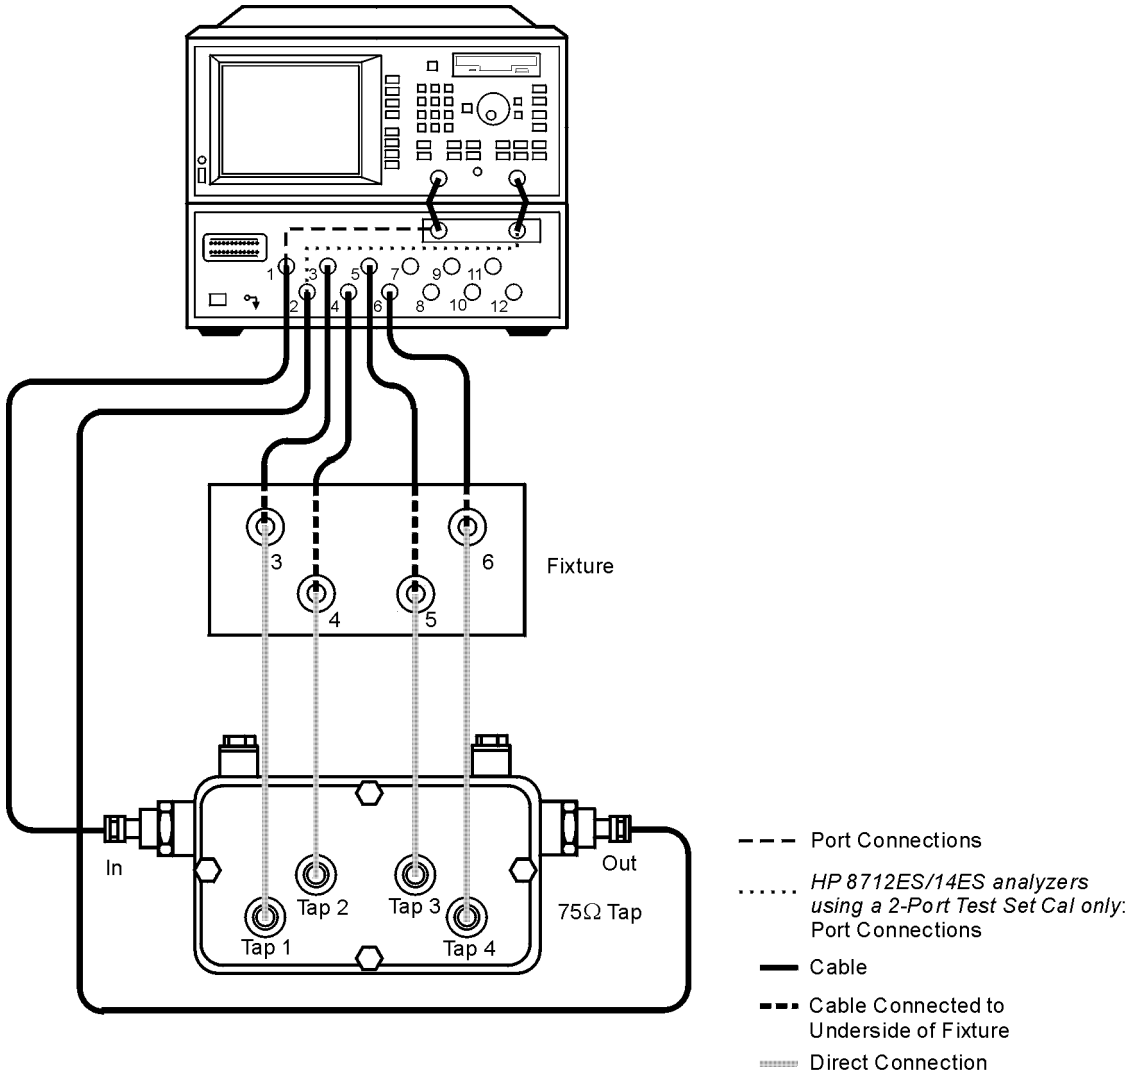 1 3 5 7 9 11
2 4 6 8 10 12
3 6
Fixture
4 5
In
Out
Tap 2 Tap 3
75Ω Tap
Tap 1 Tap 4
Port Connections
HP 8712ES/14ES analyzers
using a 2-Port Test Set Cal only:
Port Connections
Cable
Cable Connected to
Underside of Fixture
Direct Connection